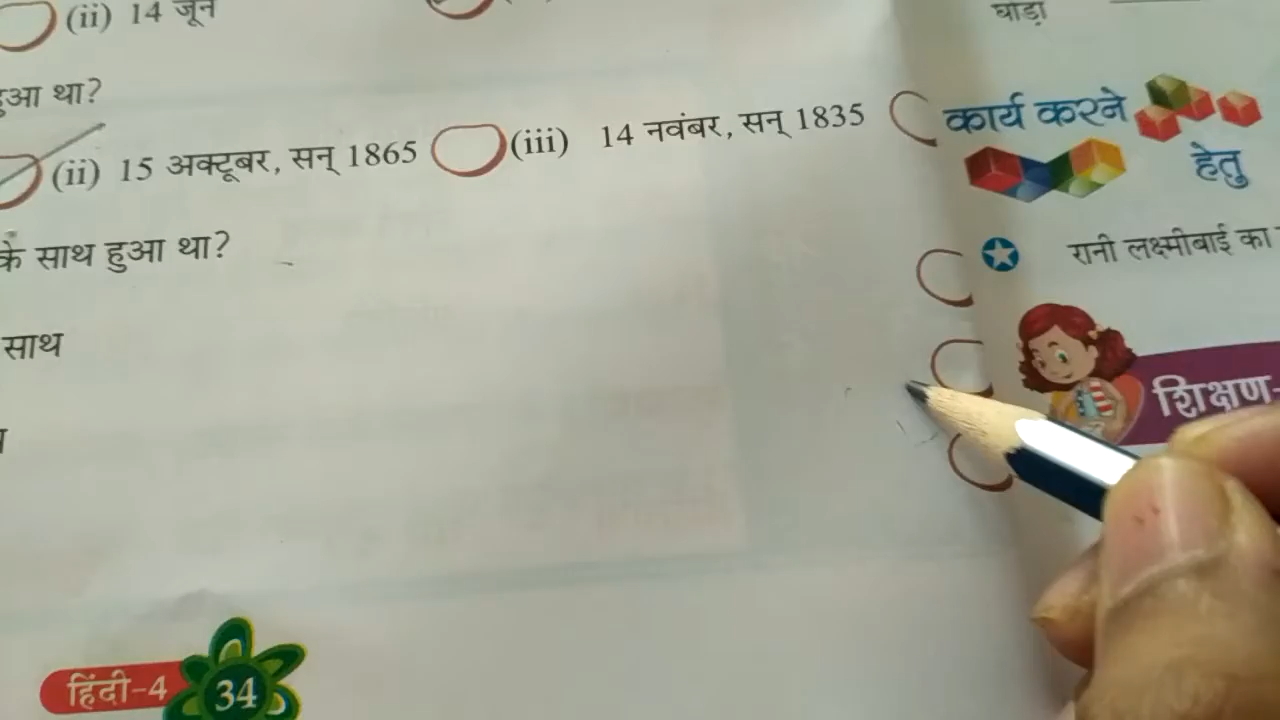 (ii) 14 जून
हुआ था?
(ii) 15 अक्टूबर, सन् 1865
(iii) 14 नवंबर, सन् 1835
के साथ हुआ था?
साथ
हिंदी-4
34
घोड़ा
कार्य करने
हेतु
रानी लक्ष्मीबाई का
शिक्षण-